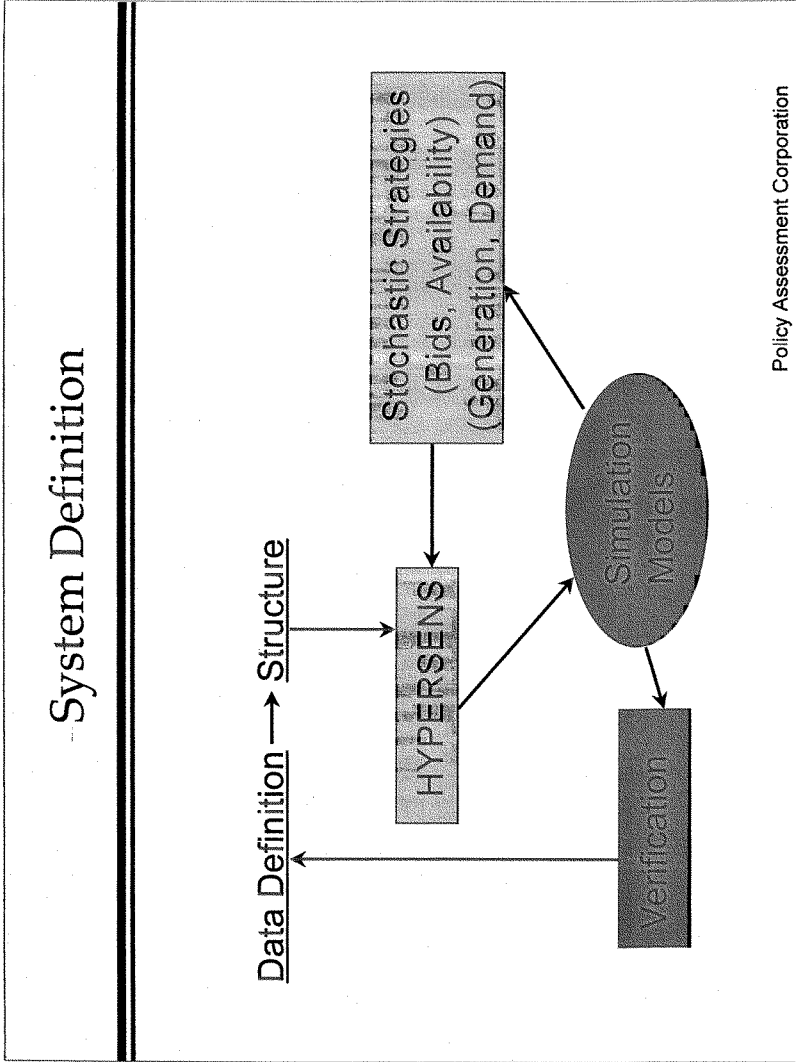 System Definition
Data Definition → Structure
HYPERSENS
Stochastic Strategies
(Bids, Availability)
(Generation, Demand)
Simulation
Models
Verification
Policy Assessment Corporation